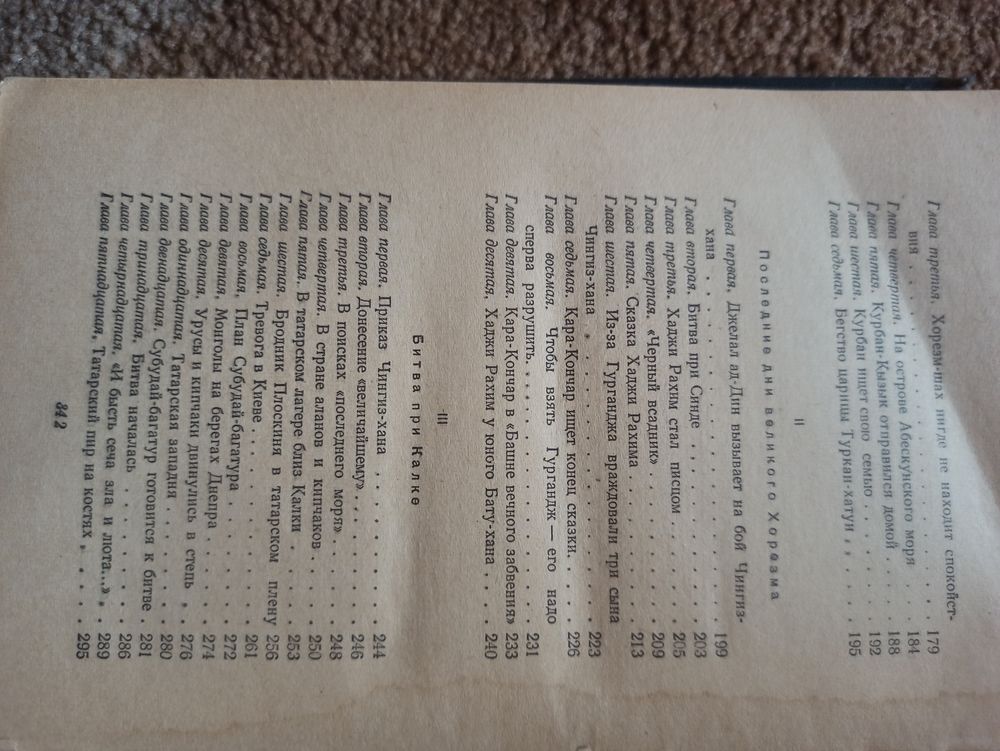 Глава третья. Хорезм-шах нигде не находит спокойст-
вия . . . . . . . . . . . . . . 179
Глава четвертая. На острове Абескунского моря 184
Глава пятая. Курбан-Кызык отправился домой . . 188
Глава шестая. Курбан ищет свою семью . . . . . 192
Глава седьмая. Бегство царицы Туркан-хатун . . . 195
II
Последние дни великого Хорезма
Глава первая. Джелал ад-Дин вызывает на бой Чингиз-
хана . . . . . . . . . . . . . . 199
Глава вторая. Битва при Синде . . . . . . . 203
Глава третья. Хаджи Рахим стал писцом . . . . 205
Глава четвертая. «Черный всадник» . . . . . . 209
Глава пятая. Сказка Хаджи Рахима . . . . . . 213
Глава шестая. Из-за Гурганджа враждовали три сына
Чингиз-хана . . . . . . . . . . . 223
Глава седьмая. Кара-Кончар ищет конец сказки. . . . 226
Глава восьмая. Чтобы взять Гургандж — его надо
сперва разрушить. . . . . . . . . . . 231
Глава девятая. Кара-Кончар в «Башне вечного забвения» 233
Глава десятая. Хаджи Рахим у юного Бату-хана . . . 240
III
Битва при Калке
Глава первая. Приказ Чингиз-хана . . . . . . 244
Глава вторая. Донесение «величайшему» . . . . . 246
Глава третья. В поисках «последнего моря» . . . . 248
Глава четвертая. В стране аланов и кипчаков . . . . 250
Глава пятая. В татарском лагере близ Калки . . . . 253
Глава шестая. Бродник Плоскиня в татарском плену 256
Глава седьмая. Тревога в Киеве . . . . . . . 261
Глава восьмая. План Субудай-багатура . . . . . 272
Глава девятая. Монголы на берегах Днепра . . . . 274
Глава десятая. Урусы и кипчаки двинулись в степь . . 276
Глава одиннадцатая. Татарская западня . . . . . 280
Глава двенадцатая. Субудай-багатур готовится к битве . 281
Глава тринадцатая. Битва началась . . . . . . 286
Глава четырнадцатая. «И бысть сеча зла и люта...» . . 289
Глава пятнадцатая. Татарский пир на костях . . . . 295
342